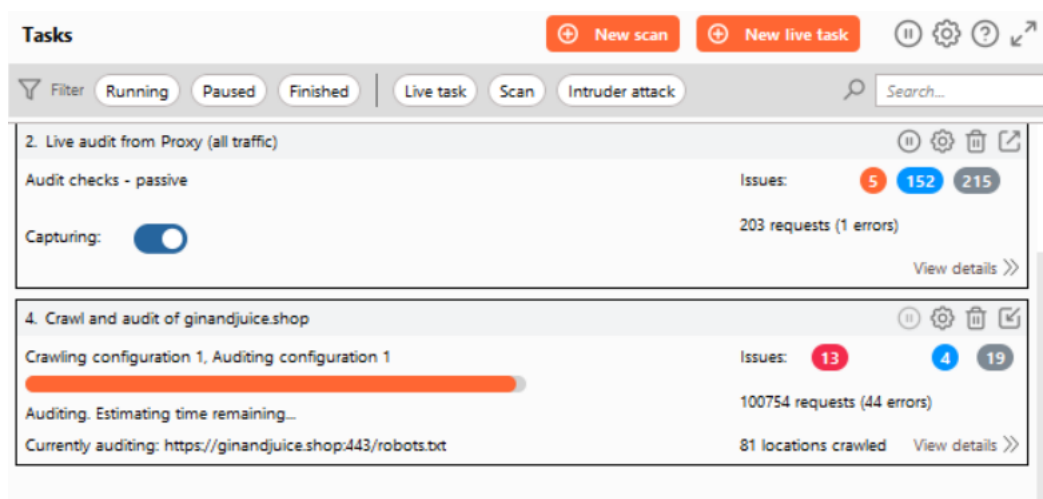 Tasks
New scan
New live task
Filter Running Paused Finished Live task Scan Intruder attack Search...
2. Live audit from Proxy (all traffic)
Audit checks - passive
Issues: 5 152 215
203 requests (1 errors)
Capturing:
View details
4. Crawl and audit of ginandjuice.shop
Crawling configuration 1, Auditing configuration 1
Issues: 13 4 19
100754 requests (44 errors)
Auditing. Estimating time remaining...
Currently auditing: https://ginandjuice.shop:443/robots.txt
81 locations crawled View details